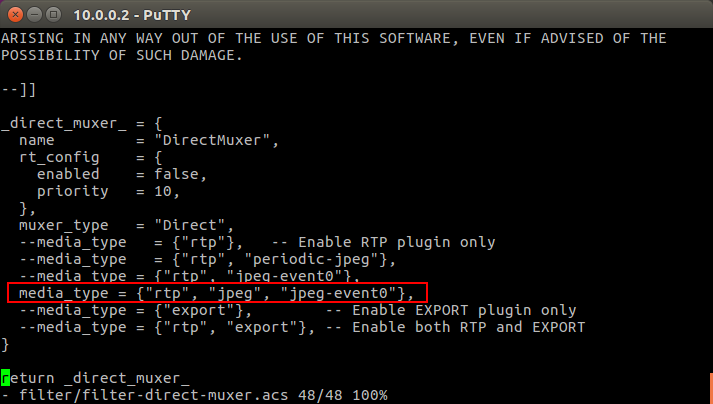 10.0.0.2 - PuTTY
ARISING IN ANY WAY OUT OF THE USE OF THIS SOFTWARE, EVEN IF ADVISED OF THE
POSSIBILITY OF SUCH DAMAGE.
--]]
_direct_muxer_ = {
  name         = "DirectMuxer",
  rt_config    = {
    enabled    = false,
    priority   = 10,
  },
  muxer_type   = "Direct",
  --media_type   = {"rtp"},   -- Enable RTP plugin only
  --media_type   = {"rtp", "periodic-jpeg"},
  --media_type = {"rtp", "jpeg-event0"},
  media_type = {"rtp", "jpeg", "jpeg-event0"},
  --media_type = {"export"},        -- Enable EXPORT plugin only
  --media_type = {"rtp", "export"}, -- Enable both RTP and EXPORT
}
return _direct_muxer_
- filter/filter-direct-muxer.acs 48/48 100%